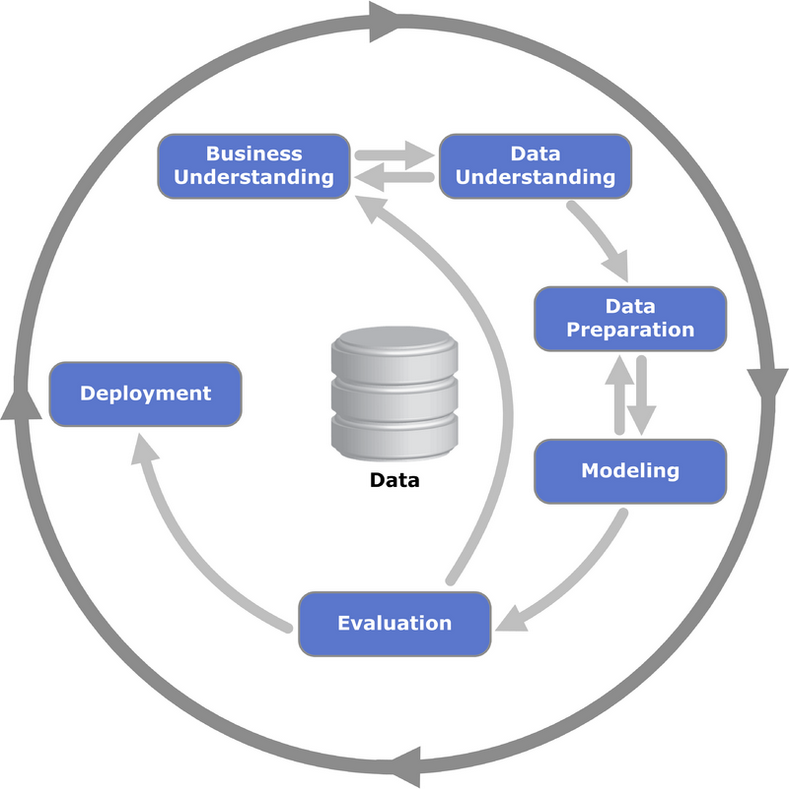 Business
Understanding
Data
Understanding
Data
Preparation
Deployment
Data
Modeling
Evaluation